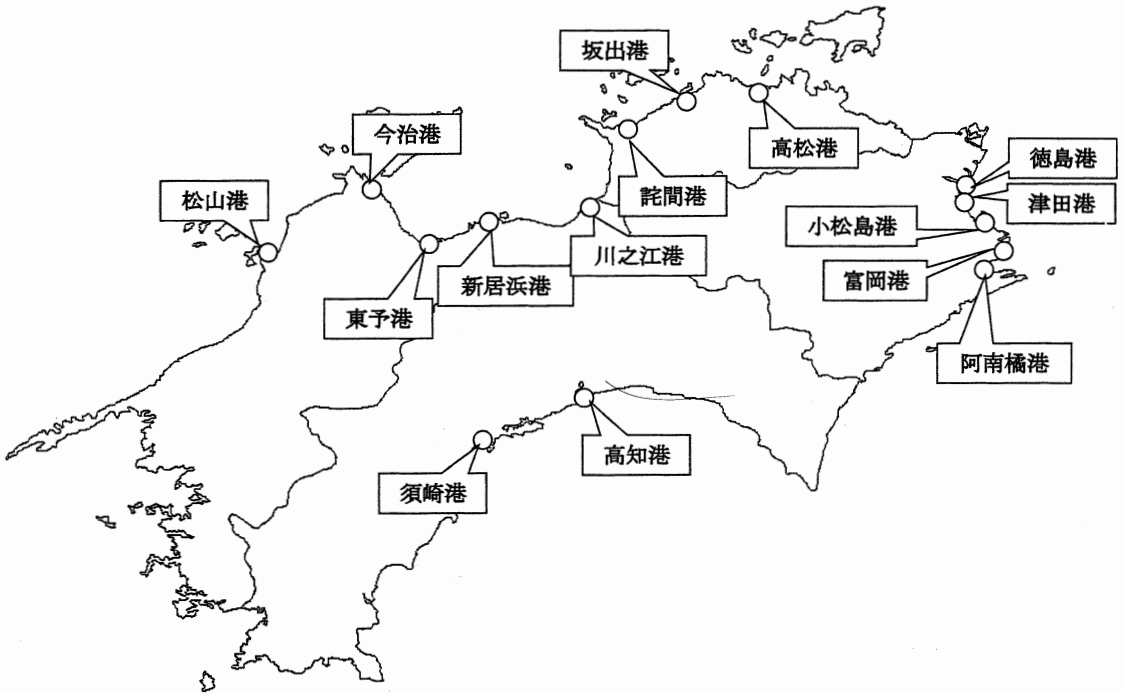 坂出港
今治港
高松港
徳島港
松山港
詫間港
津田港
小松島港
川之江港
新居浜港
富岡港
東予港
阿南橘港
高知港
須崎港